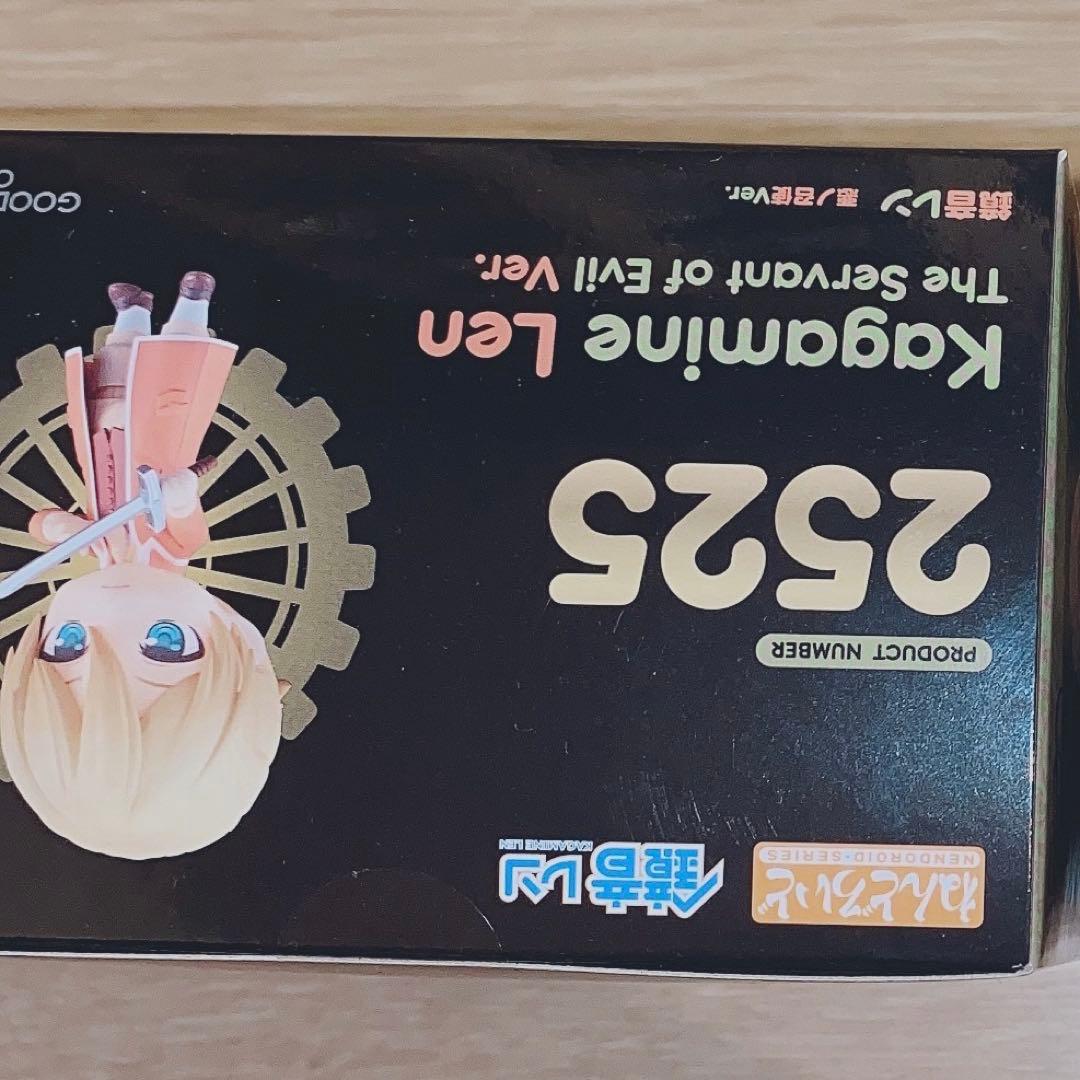 ねんどろいど
NENDOROID・SERIES
鏡音レン
KAGAMINE LEN
PRODUCT NUMBER
2525
Kagamine Len
The Servant of Evil Ver.
鏡音レン 悪ノ召使Ver.
GOOD